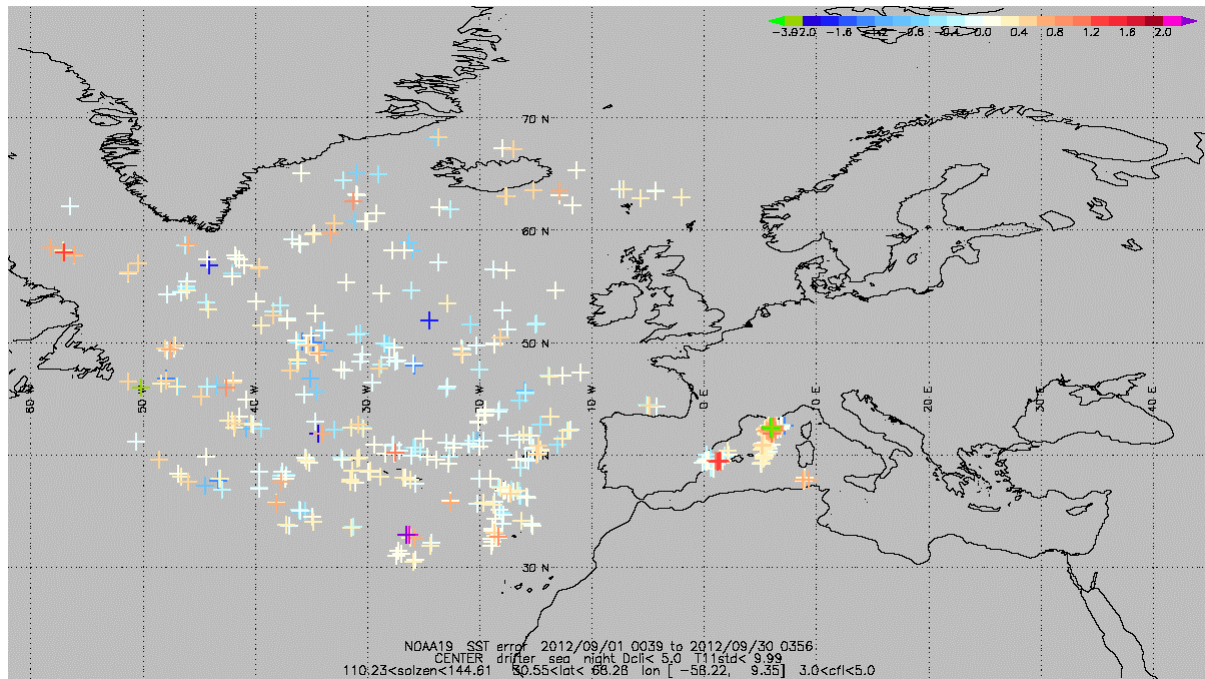 -3.0 -2.0 -1.6 -1.2 -0.8 -0.4 0.0 0.4 0.8 1.2 1.6 2.0
70 N
60 N
50 N
30 N
60 W
50 W
40 W
30 W
20 W
10 W
0 E
10 E
20 E
30 E
40 E
NOAA19 SST error 2012/09/01 0039 to 2012/09/30 0356
CENTER drifter sea night Dcli< 5.0 T11std< 9.99
110.23<solzen<144.61 30.55<lat< 68.28 lon [ -58.22, 9.35] 3.0<cfl<5.0